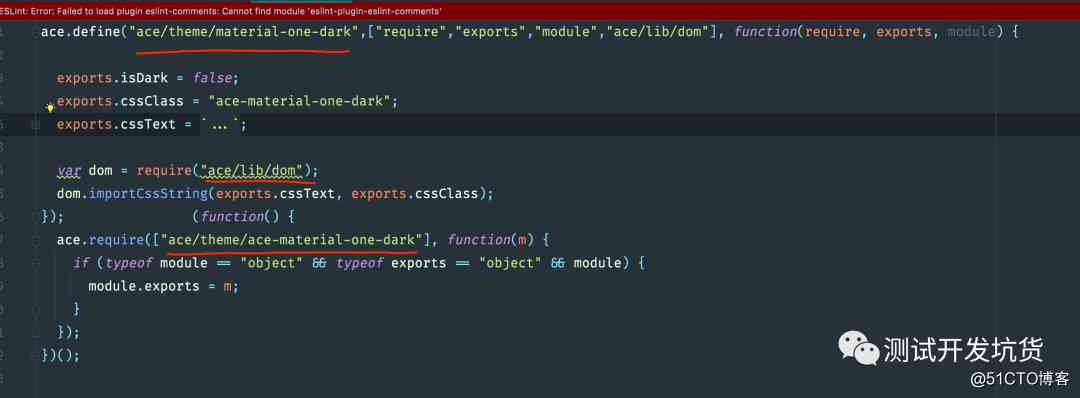 ESLint: Error: Failed to load plugin eslint-comments: Cannot find module 'eslint-plugin-eslint-comments'
ace.define("ace/theme/material-one-dark",["require","exports","module","ace/lib/dom"], function(require, exports, module) {
exports.isDark = false;
exports.cssClass = "ace-material-one-dark";
exports.cssText = `...`;
var dom = require("ace/lib/dom");
dom.importCssString(exports.cssText, exports.cssClass);
}); (function() {
ace.require(["ace/theme/ace-material-one-dark"], function(m) {
if (typeof module == "object" && typeof exports == "object" && module) {
module.exports = m;
}
});
})();
测试开发坑货
@51CTO博客